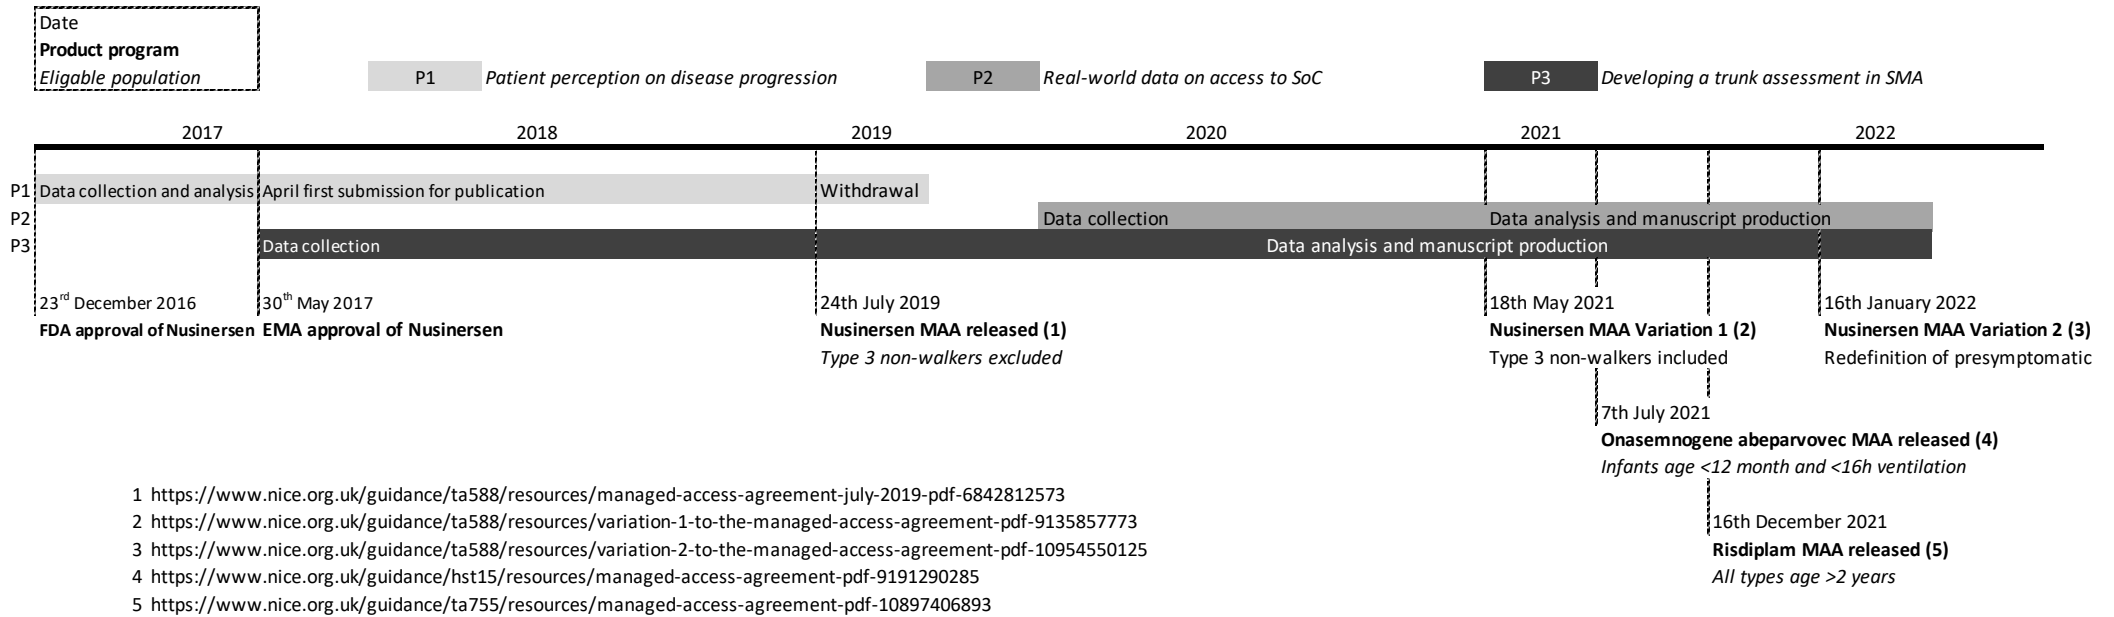 Date
Product program
Eligable population
P1 Patient perception on disease progression
P2 Real-world data on access to SoC
P3 Developing a trunk assessment in SMA
2017 2018 2019 2020 2021 2022
P1 Data collection and analysis April first submission for publication Withdrawal
P2 Data collection Data analysis and manuscript production
P3 Data collection Data analysis and manuscript production
23rd December 2016
FDA approval of Nusinersen
30th May 2017
EMA approval of Nusinersen
24th July 2019
Nusinersen MAA released (1)
Type 3 non-walkers excluded
18th May 2021
Nusinersen MAA Variation 1 (2)
Type 3 non-walkers included
16th January 2022
Nusinersen MAA Variation 2 (3)
Redefinition of presymptomatic
7th July 2021
Onasemnogene abeparvovec MAA released (4)
Infants age <12 month and <16h ventilation
16th December 2021
Risdiplam MAA released (5)
All types age >2 years
1 https://www.nice.org.uk/guidance/ta588/resources/managed-access-agreement-july-2019-pdf-6842812573
2 https://www.nice.org.uk/guidance/ta588/resources/variation-1-to-the-managed-access-agreement-pdf-9135857773
3 https://www.nice.org.uk/guidance/ta588/resources/variation-2-to-the-managed-access-agreement-pdf-10954550125
4 https://www.nice.org.uk/guidance/hst15/resources/managed-access-agreement-pdf-9191290285
5 https://www.nice.org.uk/guidance/ta755/resources/managed-access-agreement-pdf-10897406893